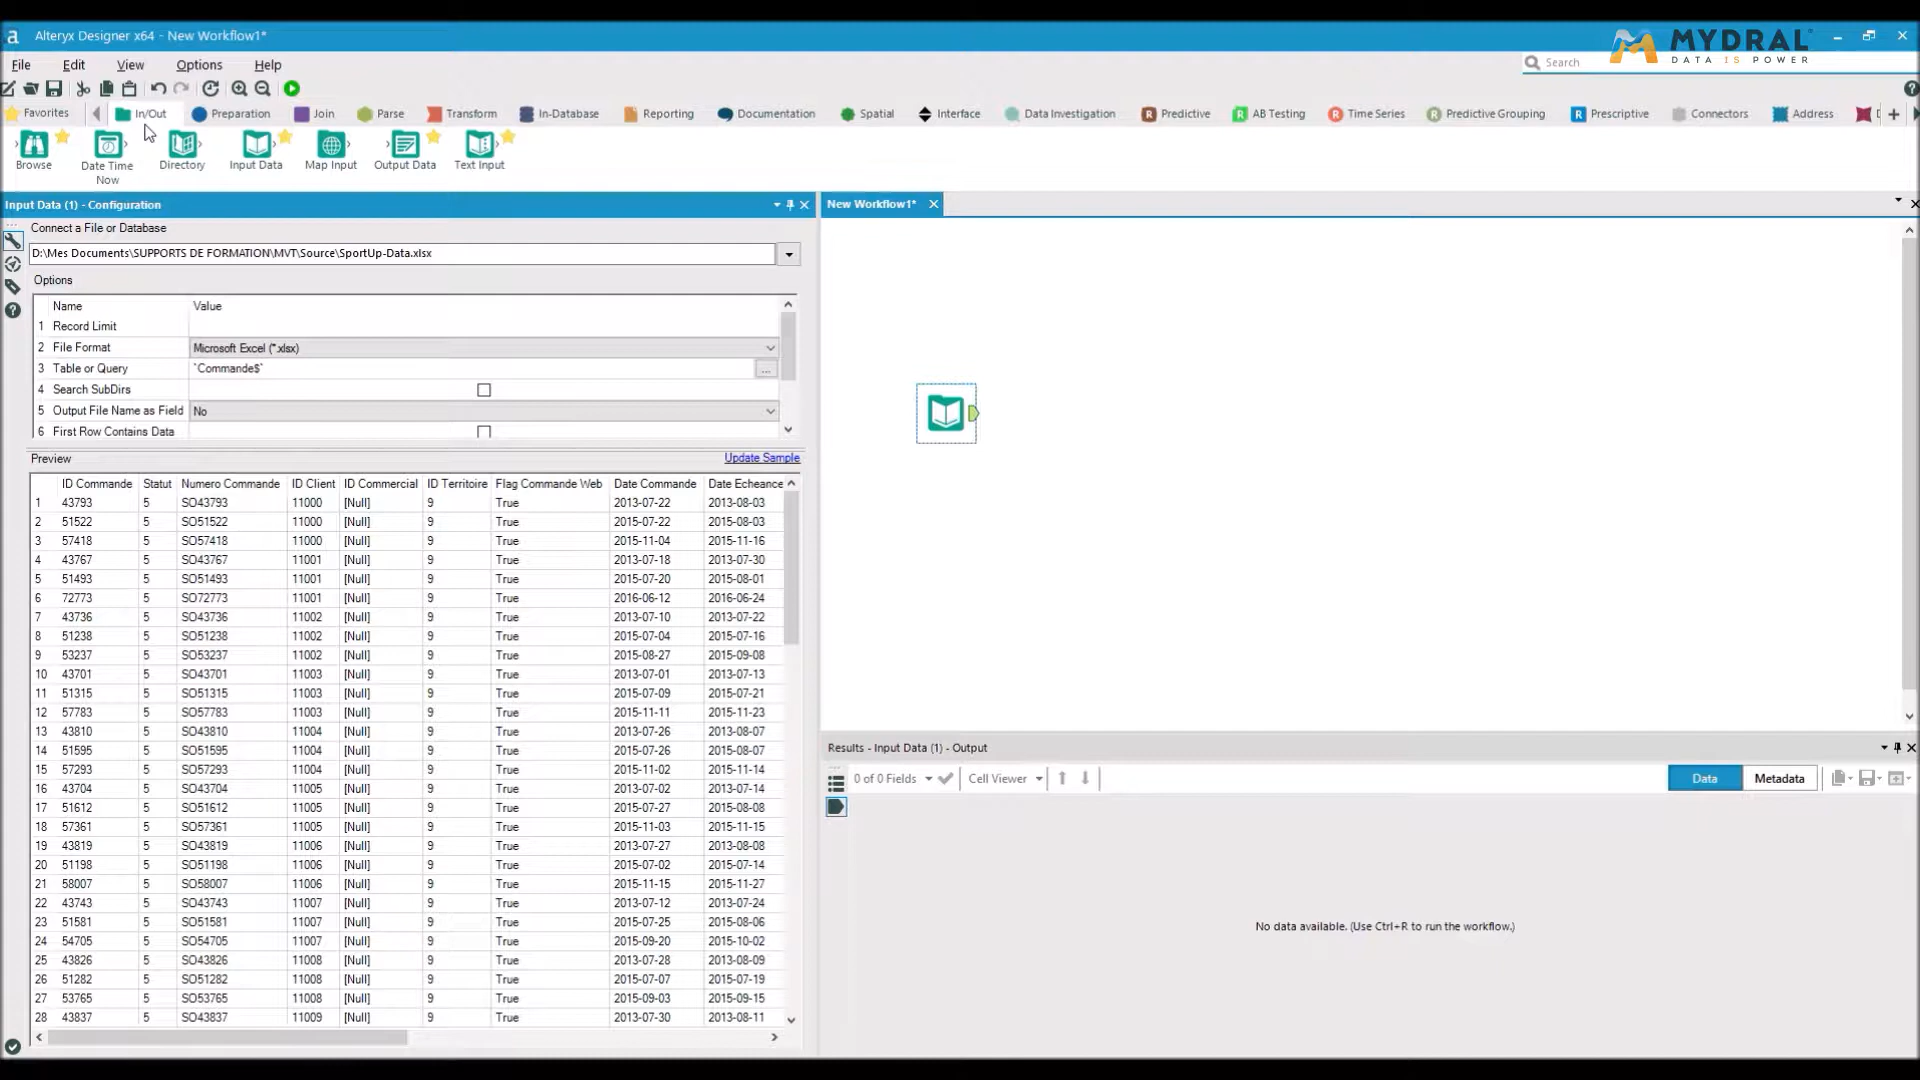 a Alteryx Designer x64 - New Workflow1*
MYDRAL
DATA IS POWER
File Edit View Options Help
Search
Favorites In/Out Preparation Join Parse Transform In-Database Reporting Documentation Spatial Interface Data Investigation Predictive AB Testing Time Series Predictive Grouping Prescriptive Connectors Address
Browse Date Time Now Directory Input Data Map Input Output Data Text Input
Input Data (1) - Configuration
New Workflow1*
Connect a File or Database
D:\Mes Documents\SUPPORTS DE FORMATION\MVT\Source\SportUp-Data.xlsx
Options
Name Value
1 Record Limit
2 File Format Microsoft Excel (*.xlsx)
3 Table or Query `Commande$` ...
4 Search SubDirs
5 Output File Name as Field No
6 First Row Contains Data
Preview Update Sample
ID Commande Statut Numero Commande ID Client ID Commercial ID Territoire Flag Commande Web Date Commande Date Echeance
1 43793 5 SO43793 11000 [Null] 9 True 2013-07-22 2013-08-03
2 51522 5 SO51522 11000 [Null] 9 True 2015-07-22 2015-08-03
3 57418 5 SO57418 11000 [Null] 9 True 2015-11-04 2015-11-16
4 43767 5 SO43767 11001 [Null] 9 True 2013-07-18 2013-07-30
5 51493 5 SO51493 11001 [Null] 9 True 2015-07-20 2015-08-01
6 72773 5 SO72773 11001 [Null] 9 True 2016-06-12 2016-06-24
7 43736 5 SO43736 11002 [Null] 9 True 2013-07-10 2013-07-22
8 51238 5 SO51238 11002 [Null] 9 True 2015-07-04 2015-07-16
9 53237 5 SO53237 11002 [Null] 9 True 2015-08-27 2015-09-08
10 43701 5 SO43701 11003 [Null] 9 True 2013-07-01 2013-07-13
11 51315 5 SO51315 11003 [Null] 9 True 2015-07-09 2015-07-21
12 57783 5 SO57783 11003 [Null] 9 True 2015-11-11 2015-11-23
13 43810 5 SO43810 11004 [Null] 9 True 2013-07-26 2013-08-07
14 51595 5 SO51595 11004 [Null] 9 True 2015-07-26 2015-08-07
15 57293 5 SO57293 11004 [Null] 9 True 2015-11-02 2015-11-14
16 43704 5 SO43704 11005 [Null] 9 True 2013-07-02 2013-07-14
17 51612 5 SO51612 11005 [Null] 9 True 2015-07-27 2015-08-08
18 57361 5 SO57361 11005 [Null] 9 True 2015-11-03 2015-11-15
19 43819 5 SO43819 11006 [Null] 9 True 2013-07-27 2013-08-08
20 51198 5 SO51198 11006 [Null] 9 True 2015-07-02 2015-07-14
21 58007 5 SO58007 11006 [Null] 9 True 2015-11-15 2015-11-27
22 43743 5 SO43743 11007 [Null] 9 True 2013-07-12 2013-07-24
23 51581 5 SO51581 11007 [Null] 9 True 2015-07-25 2015-08-06
24 54705 5 SO54705 11007 [Null] 9 True 2015-09-20 2015-10-02
25 43826 5 SO43826 11008 [Null] 9 True 2013-07-28 2013-08-09
26 51282 5 SO51282 11008 [Null] 9 True 2015-07-07 2015-07-19
27 53765 5 SO53765 11008 [Null] 9 True 2015-09-03 2015-09-15
28 43837 5 SO43837 11009 [Null] 9 True 2013-07-30 2013-08-11
Results - Input Data (1) - Output
0 of 0 Fields Cell Viewer Data Metadata
No data available. (Use Ctrl+R to run the workflow.)